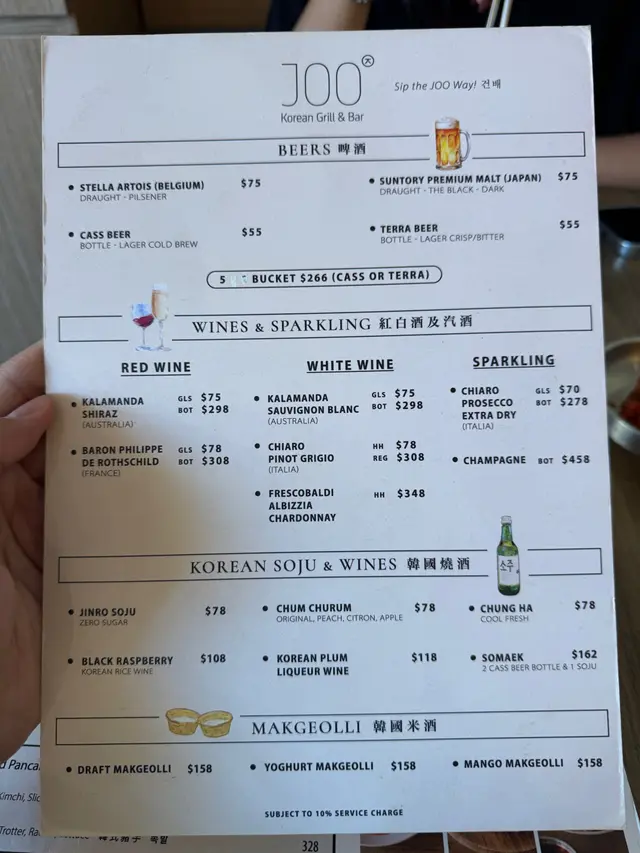 JOO ㅈ
Sip the JOO Way! 건배
Korean Grill & Bar
BEERS 啤酒
• STELLA ARTOIS (BELGIUM) $75
DRAUGHT - PILSENER
• SUNTORY PREMIUM MALT (JAPAN) $75
DRAUGHT - THE BLACK - DARK
• CASS BEER $55
BOTTLE - LAGER COLD BREW
• TERRA BEER $55
BOTTLE - LAGER CRISP/BITTER
5 BUCKET $266 (CASS OR TERRA)
WINES & SPARKLING 紅白酒及汽酒
RED WINE
• KALAMANDA GLS $75
SHIRAZ BOT $298
(AUSTRALIA)
• BARON PHILIPPE GLS $78
DE ROTHSCHILD BOT $308
(FRANCE)
WHITE WINE
• KALAMANDA GLS $75
SAUVIGNON BLANC BOT $298
(AUSTRALIA)
• CHIARO HH $78
PINOT GRIGIO REG $308
(ITALIA)
• FRESCOBALDI HH $348
ALBIZZIA
CHARDONNAY
SPARKLING
• CHIARO GLS $70
PROSECCO BOT $278
EXTRA DRY
(ITALIA)
• CHAMPAGNE BOT $458
KOREAN SOJU & WINES 韓國燒酒
소주
• JINRO SOJU $78
ZERO SUGAR
• CHUM CHURUM $78
ORIGINAL, PEACH, CITRON, APPLE
• CHUNG HA $78
COOL FRESH
• BLACK RASPBERRY $108
KOREAN RICE WINE
• KOREAN PLUM $118
LIQUEUR WINE
• SOMAEK $162
2 CASS BEER BOTTLE & 1 SOJU
MAKGEOLLI 韓國米酒
• DRAFT MAKGEOLLI $158
• YOGHURT MAKGEOLLI $158
• MANGO MAKGEOLLI $158
SUBJECT TO 10% SERVICE CHARGE
Kimchi,
Trotter,
족발
328